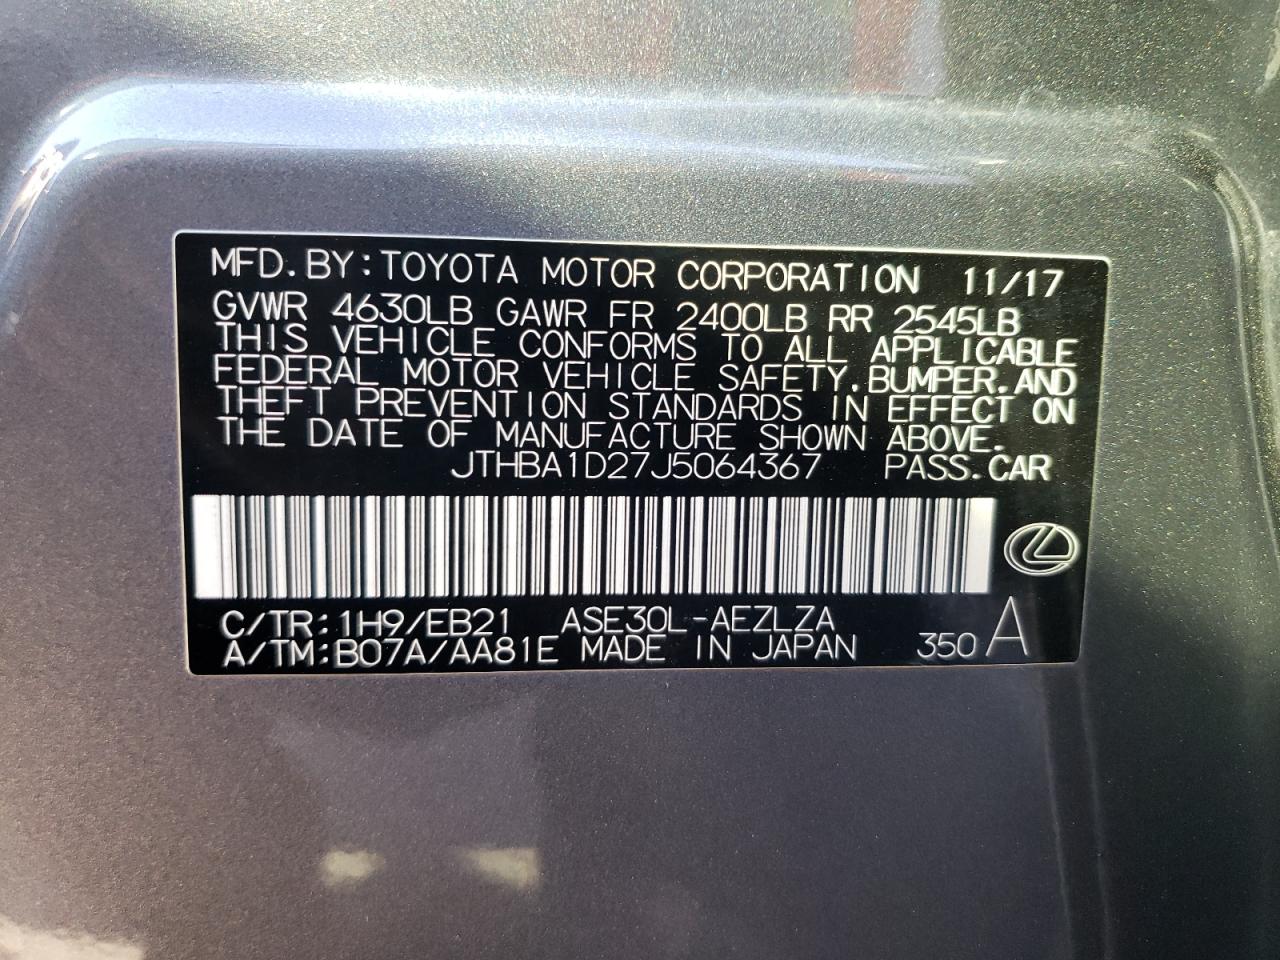 MFD.BY:TOYOTA MOTOR CORPORATION 11/17
GVWR 4630LB GAWR FR 2400LB RR 2545LB
THIS VEHICLE CONFORMS TO ALL APPLICABLE
FEDERAL MOTOR VEHICLE SAFETY,BUMPER,AND
THEFT PREVENTION STANDARDS IN EFFECT ON
THE DATE OF MANUFACTURE SHOWN ABOVE.
JTHBA1D27J5064367 PASS.CAR
C/TR:1H9/EB21 ASE30L-AEZLZA
A/TM:B07A/AA81E MADE IN JAPAN 350 A